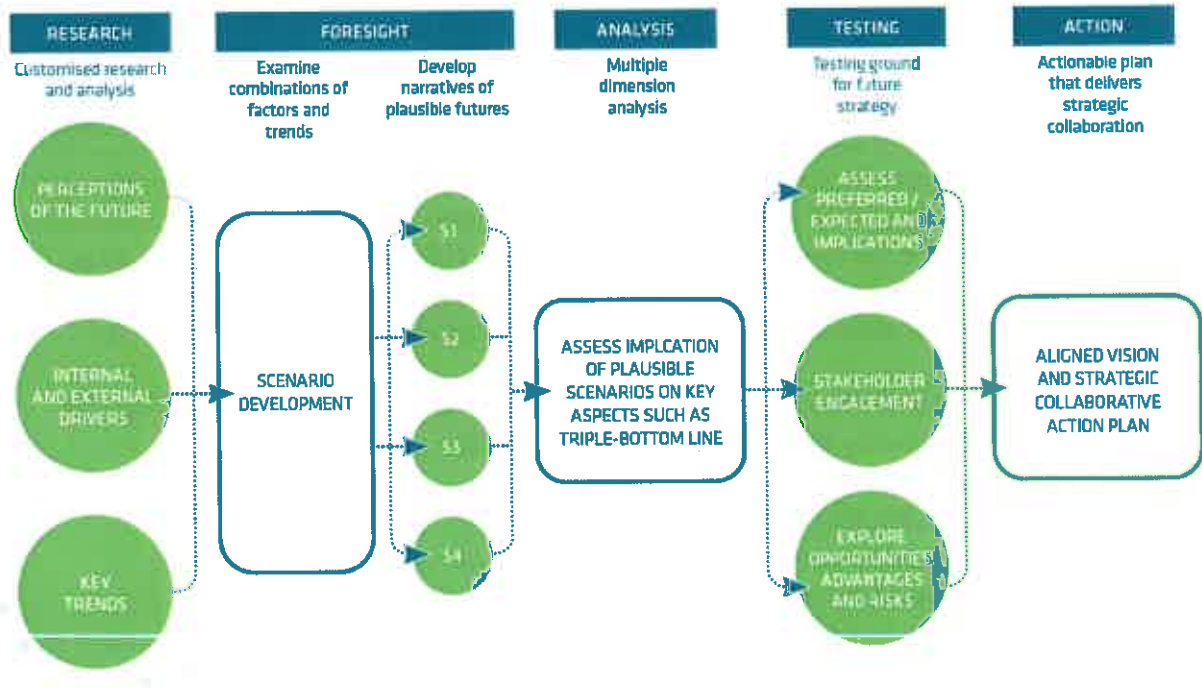 RESEARCH
Customised research
and analysis
PERCEPTIONS
OF THE FUTURE
INTERNAL
AND EXTERNAL
DRIVERS
KEY
TRENDS
FORESIGHT
Examine
combinations of
factors and
trends
SCENARIO
DEVELOPMENT
Develop
narratives of
plausible futures
S1
S2
S3
S4
ANALYSIS
Multiple
dimension
analysis
ASSESS IMPLCATION
OF PLAUSIBLE
SCENARIOS ON KEY
ASPECTS SUCH AS
TRIPLE-BOTTOM LINE
TESTING
Testing ground
for future
strategy
ASSESS
PREFERRED /
EXPECTED AND
IMPLICATIONS
STAKEHOLDER
ENGAGEMENT
EXPLORE
OPPORTUNITIES
ADVANTAGES
AND RISKS
ACTION
Actionable plan
that delivers
strategic
collaboration
ALIGNED VISION
AND STRATEGIC
COLLABORATIVE
ACTION PLAN